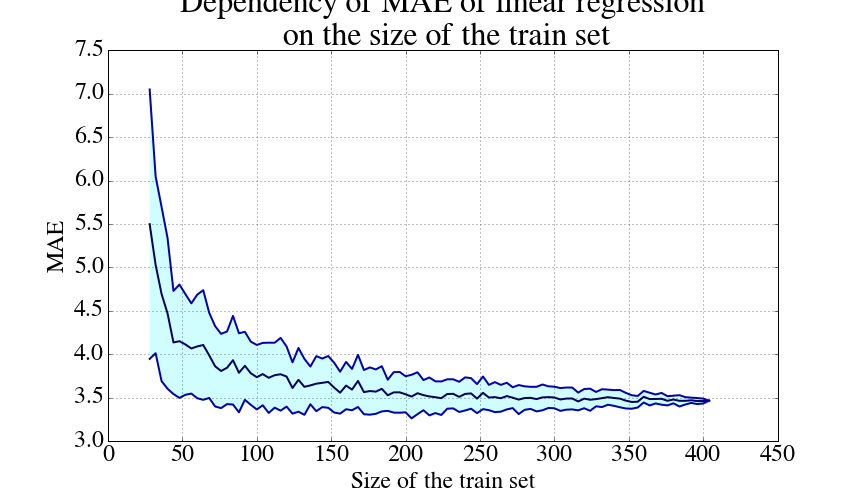 Dependency of MAE of linear regression
on the size of the train set
7.5
7.0
6.5
6.0
5.5
5.0
4.5
4.0
3.5
3.0
MAE
0 50 100 150 200 250 300 350 400 450
Size of the train set